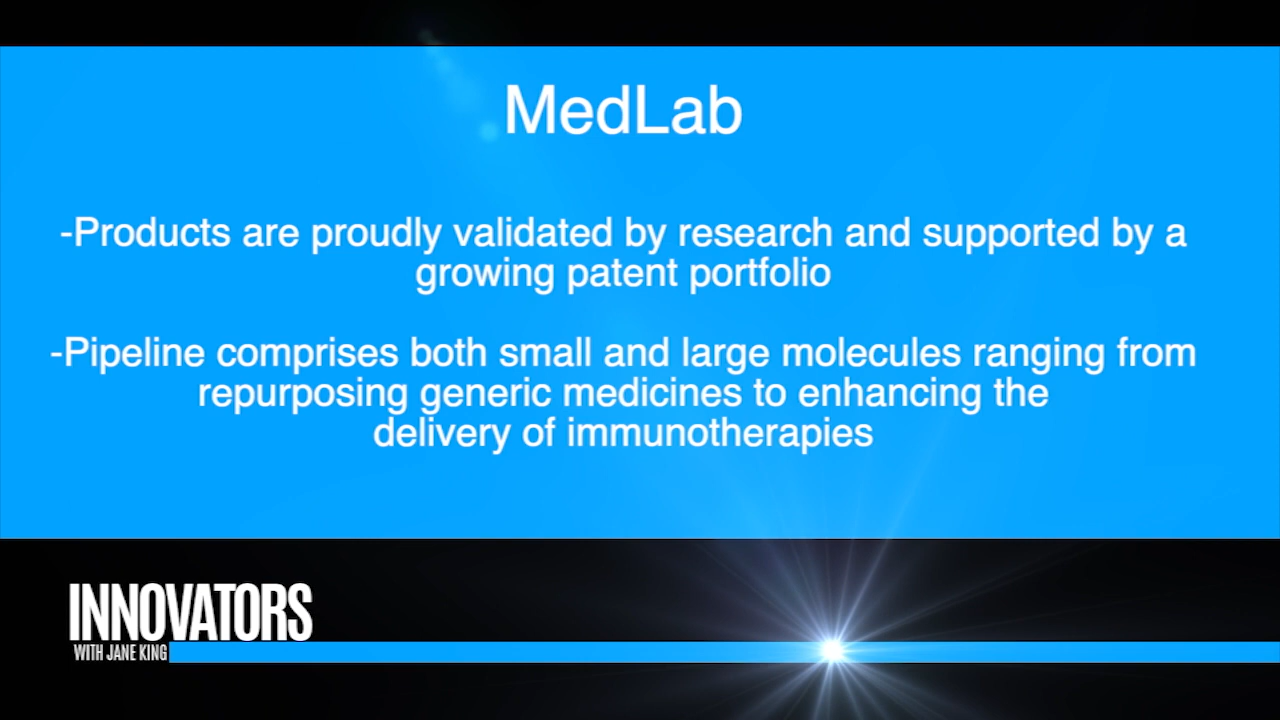 MedLab
-Products are proudly validated by research and supported by a
growing patent portfolio
-Pipeline comprises both small and large molecules ranging from
repurposing generic medicines to enhancing the
delivery of immunotherapies
INNOVATORS
WITH JANE KING